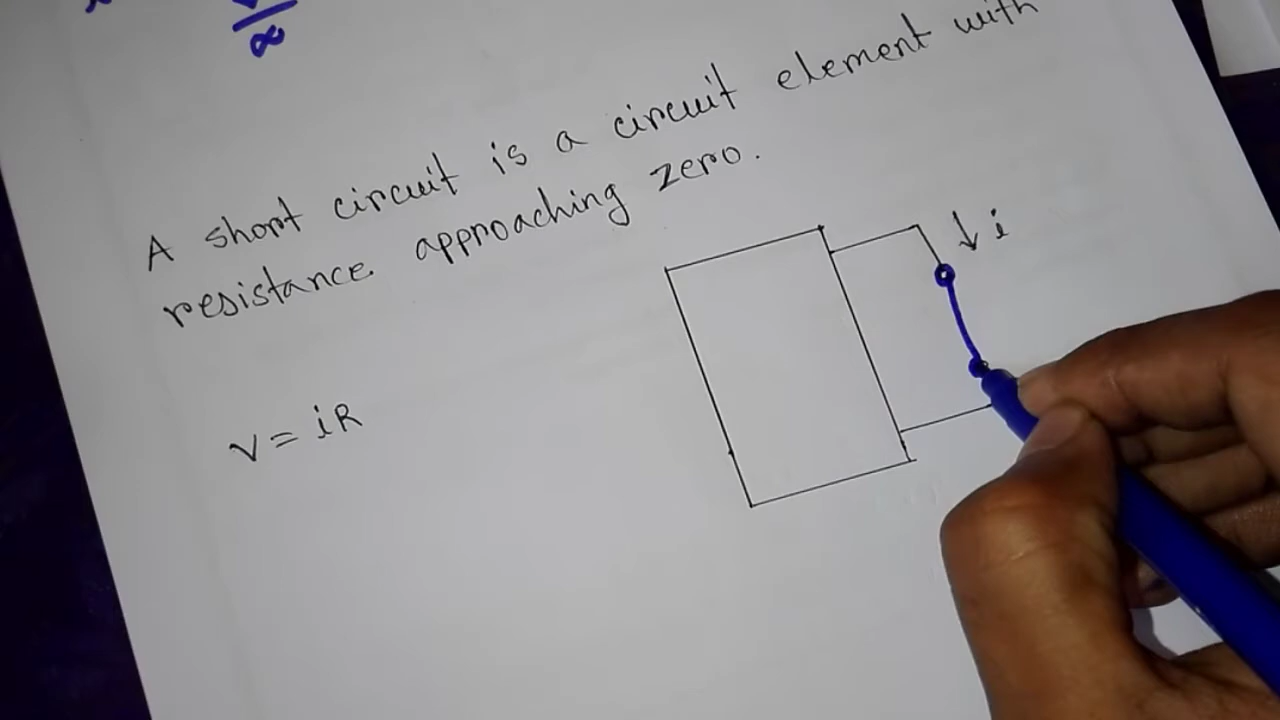 ∞
A short circuit is a circuit element with
resistance approaching zero.
↓ i
v = iR